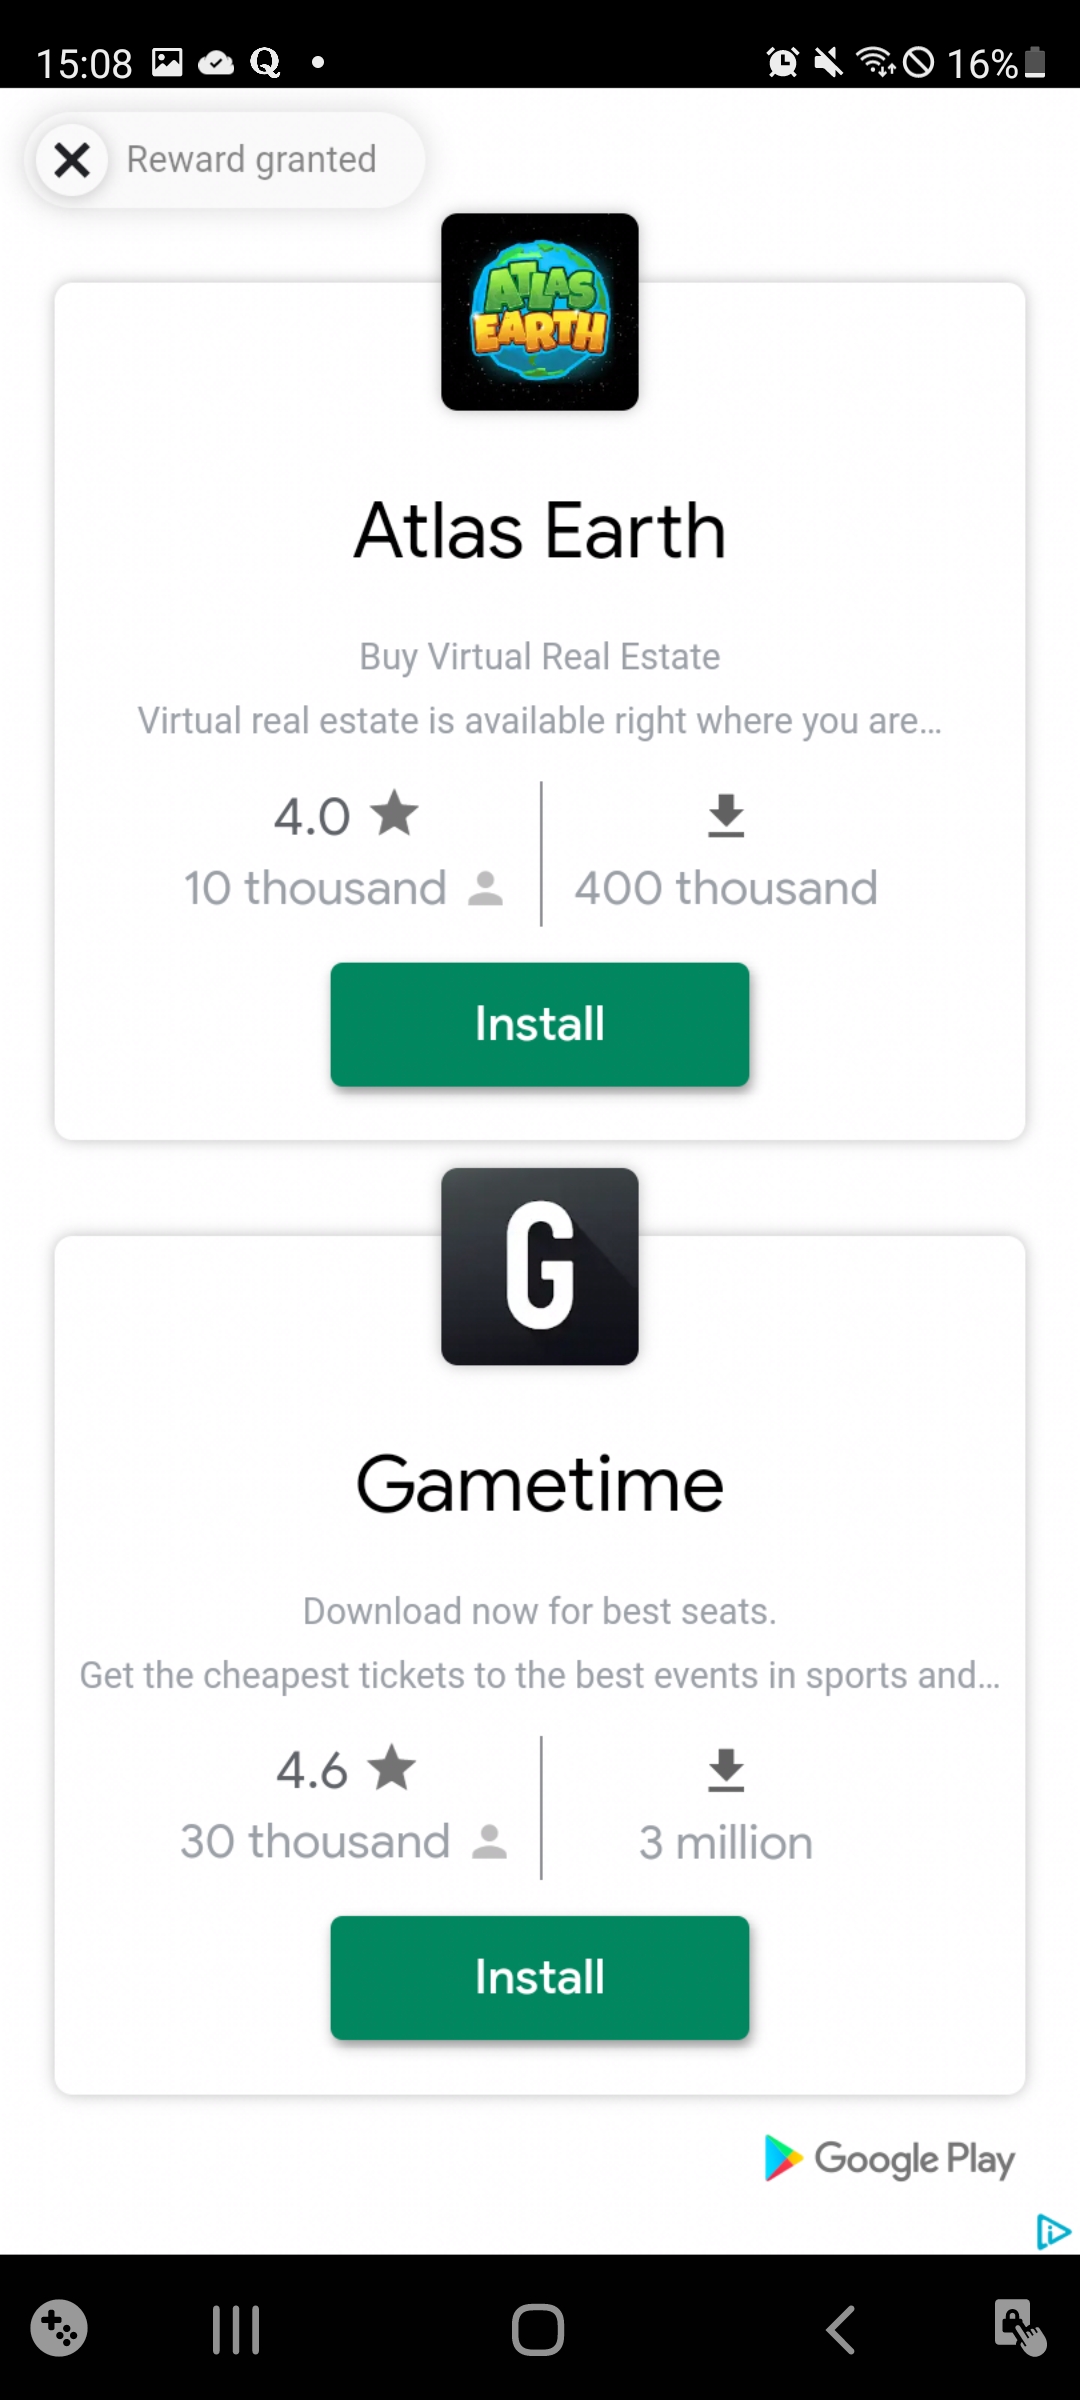 15:08
16%
Reward granted
ATLAS
EARTH
Atlas Earth
Buy Virtual Real Estate
Virtual real estate is available right where you are...
4.0
10 thousand
400 thousand
Install
G
Gametime
Download now for best seats.
Get the cheapest tickets to the best events in sports and...
4.6
30 thousand
3 million
Install
Google Play